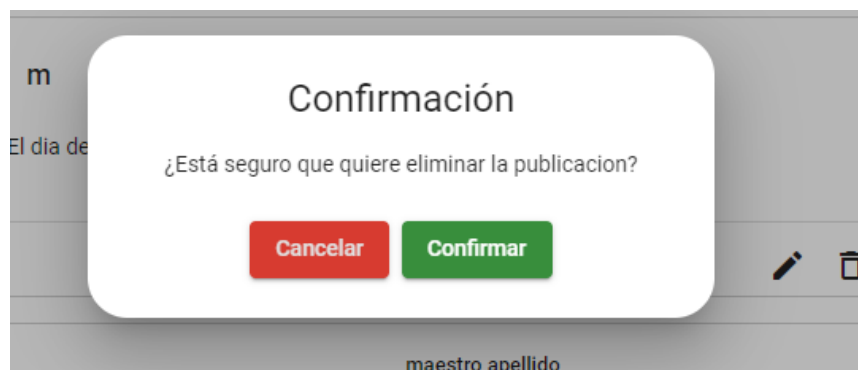 m
Confirmación
El dia de
¿Está seguro que quiere eliminar la publicacion?
Cancelar
Confirmar
maestro apellido